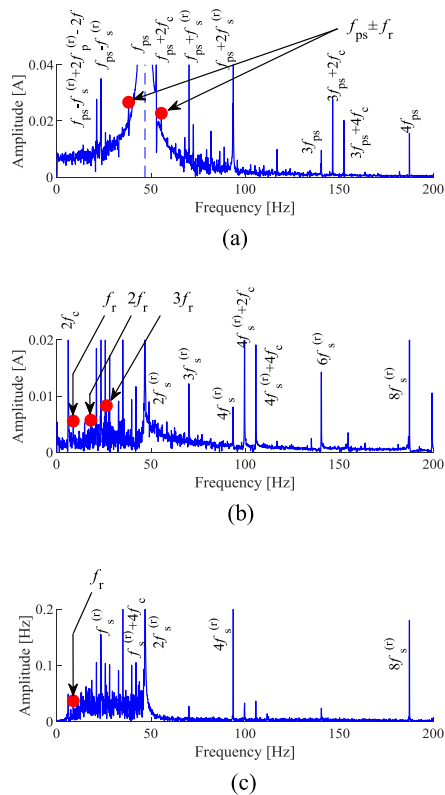 f_ps-f_s^(r)+2f_p^(r)-2f
f_ps-f_s^(r)
f_ps
f_ps+2f_c
f_ps+f_s^(r)
f_ps+2f_s^(r)
f_ps±f_r
3f_ps
3f_ps+2f_c
3f_ps+4f_c
4f_ps
Amplitude [A]
0.04
0.02
0
0 50 100 150 200
Frequency [Hz]
(a)
2f_c
f_r
2f_r
3f_r
2f_s^(r)
3f_s^(r)
4f_s^(r)
4f_s^(r)+2f_c
4f_s^(r)+4f_c
6f_s^(r)
8f_s^(r)
Amplitude [A]
0.02
0.01
0
0 50 100 150 200
Frequency [Hz]
(b)
f_r
f_s^(r)
f_s^(r)+4f_c
2f_s^(r)
4f_s^(r)
8f_s^(r)
Amplitude [Hz]
0.2
0.1
0
0 50 100 150 200
Frequency [Hz]
(c)